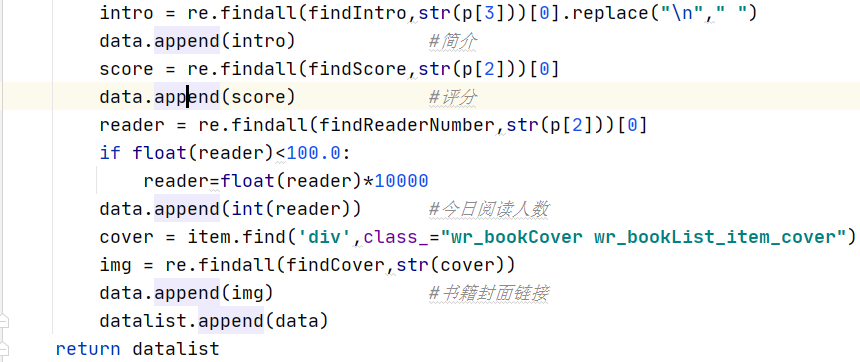 intro = re.findall(findIntro,str(p[3]))[0].replace("\n"," ")
data.append(intro)            #简介
score = re.findall(findScore,str(p[2]))[0]
data.append(score)            #评分
reader = re.findall(findReaderNumber,str(p[2]))[0]
if float(reader)<100.0:
    reader=float(reader)*10000
data.append(int(reader))      #今日阅读人数
cover = item.find('div',class_="wr_bookCover wr_bookList_item_cover")
img = re.findall(findCover,str(cover))
data.append(img)              #书籍封面链接
datalist.append(data)
return datalist